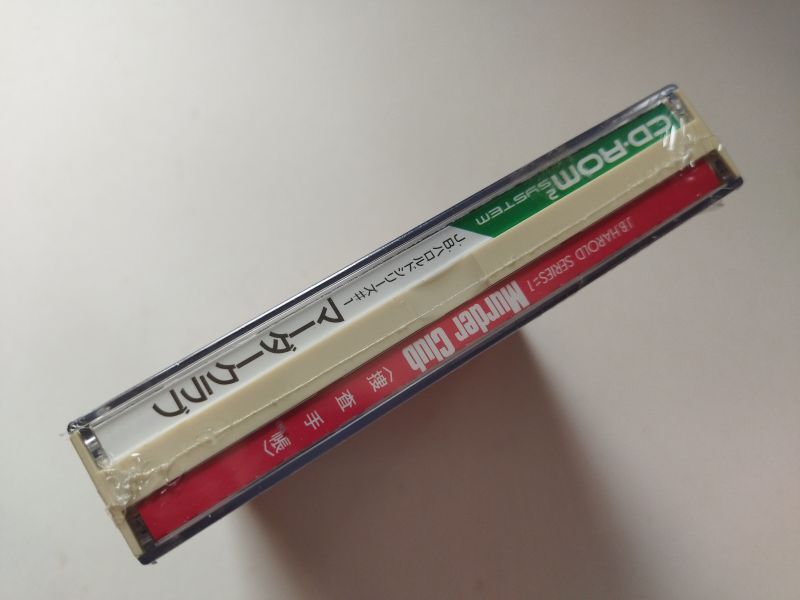 CD-ROM2 SYSTEM
J.B.ハロルドシリーズ#1
マーダークラブ
J.B.HAROLD SERIES#1
Murder Club
〈捜査手帳〉